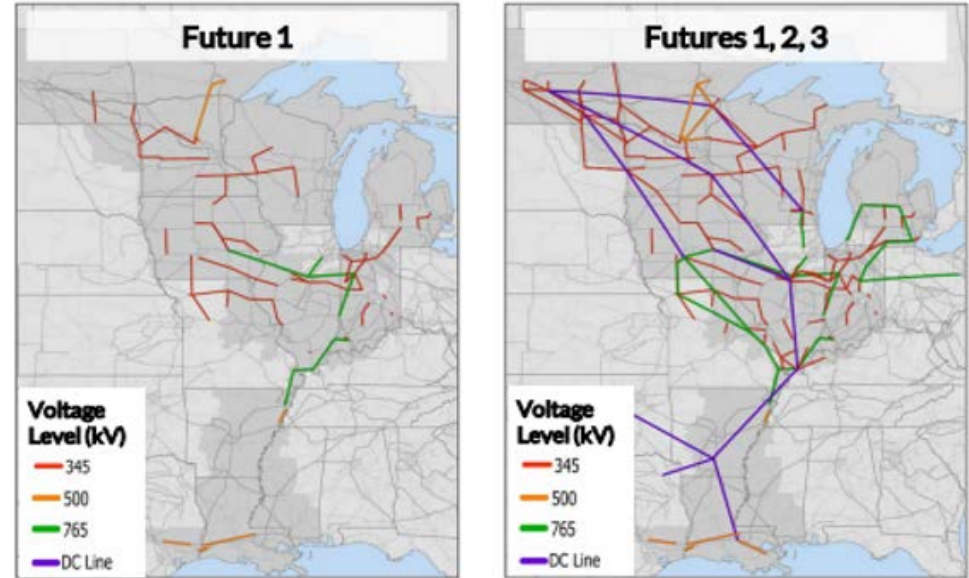 Future 1
Voltage
Level (kV)
345
500
765
DC Line
Futures 1, 2, 3
Voltage
Level (kV)
345
500
765
DC Line